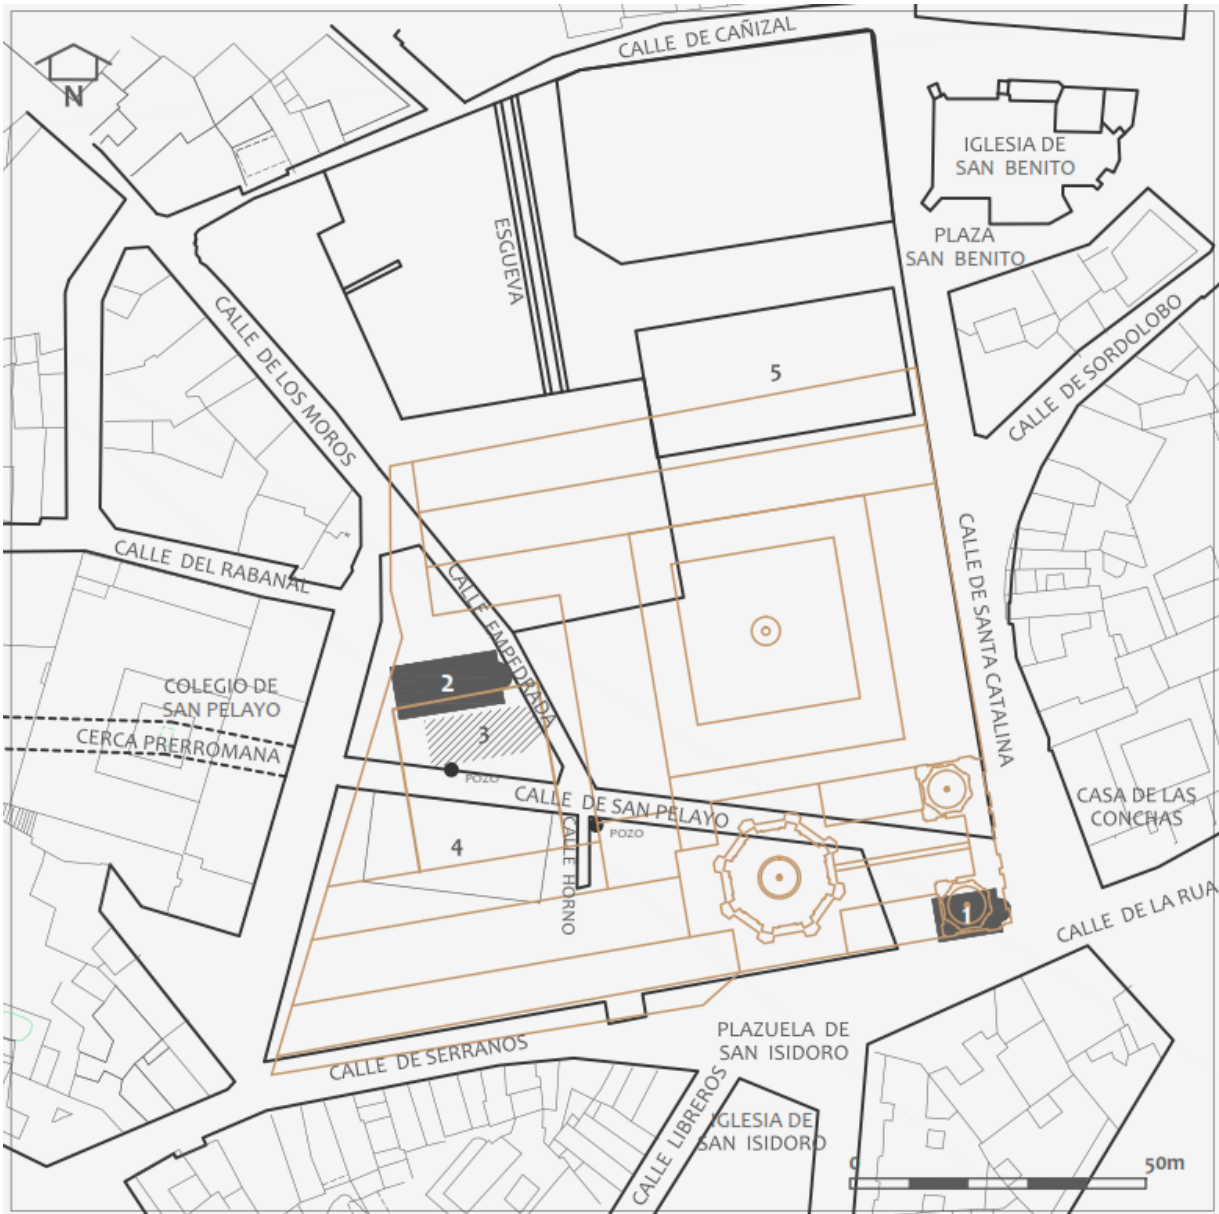 CALLE DE CAÑIZAL
N
IGLESIA DE
SAN BENITO
ESGUEVA
PLAZA
SAN BENITO
CALLE DE LOS MOROS
CALLE DE SORDOLOBO
5
CALLE DEL RABANAL
CALLE EMPEDRADA
CALLE DE SANTA CATALINA
COLEGIO DE
SAN PELAYO
2
CERCA PRERROMANA
3
POZO
CALLE DE SAN PELAYO
POZO
CASA DE LAS
CONCHAS
4
CALLE HORNO
1
CALLE DE LA RUA
CALLE DE SERRANOS
PLAZUELA DE
SAN ISIDORO
CALLE LIBREROS
IGLESIA DE
SAN ISIDORO
0
50m